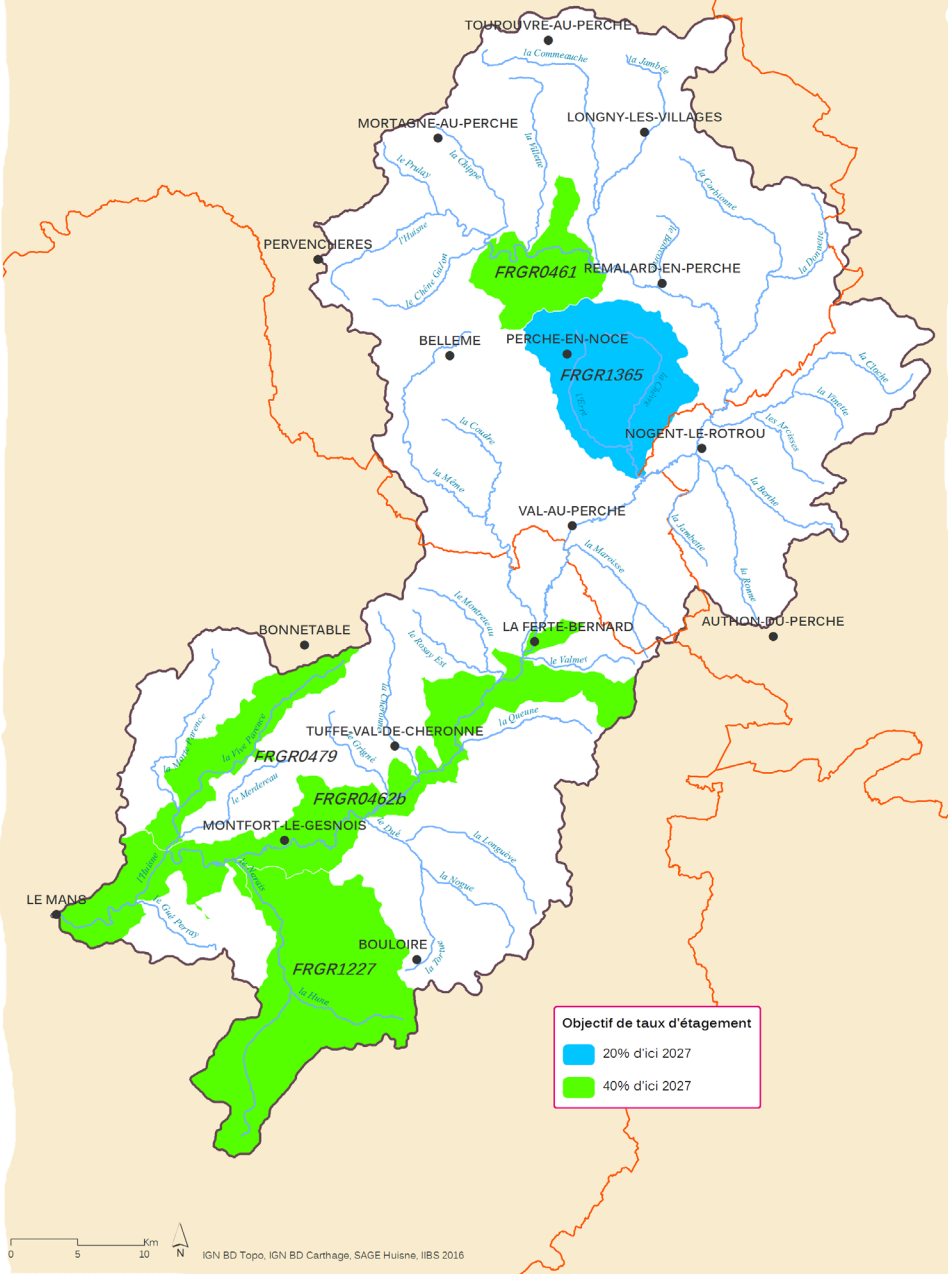 TOUROUVRE-AU-PERCHE
la Commeauche
la Jambée
MORTAGNE-AU-PERCHE
LONGNY-LES-VILLAGES
la Villette
la Chippe
le Prulay
la Corbionne
l'Huisne
la Donnette
PERVENCHERES
le Boiss
le Chêne Galon
FRGR0461
REMALARD-EN-PERCHE
BELLEME
PERCHE-EN-NOCE
FRGR1365
la Cloche
la Vinette
l'Erre
la Coudre
les Arcisses
NOGENT-LE-ROTROU
la Même
la Berthe
VAL-AU-PERCHE
la Jambette
la Maroisse
la Ronne
le Montreteau
LA FERTE-BERNARD
AUTHON-DU-PERCHE
BONNETABLE
le Rosay Est
le Valmer
la Queune
la Vive Parence
TUFFE-VAL-DE-CHERONNE
le Grigné
FRGR0479
le Merdereau
FRGR0462b
MONTFORT-LE-GESNOIS
le Dué
la Longuève
l'Huisne
le Narais
la Nogue
LE MANS
le Gué Perray
BOULOIRE
FRGR1227
la Hune
Objectif de taux d'étagement
20% d'ici 2027
40% d'ici 2027
Km
0 5 10
N
IGN BD Topo, IGN BD Carthage, SAGE Huisne, IIBS 2016